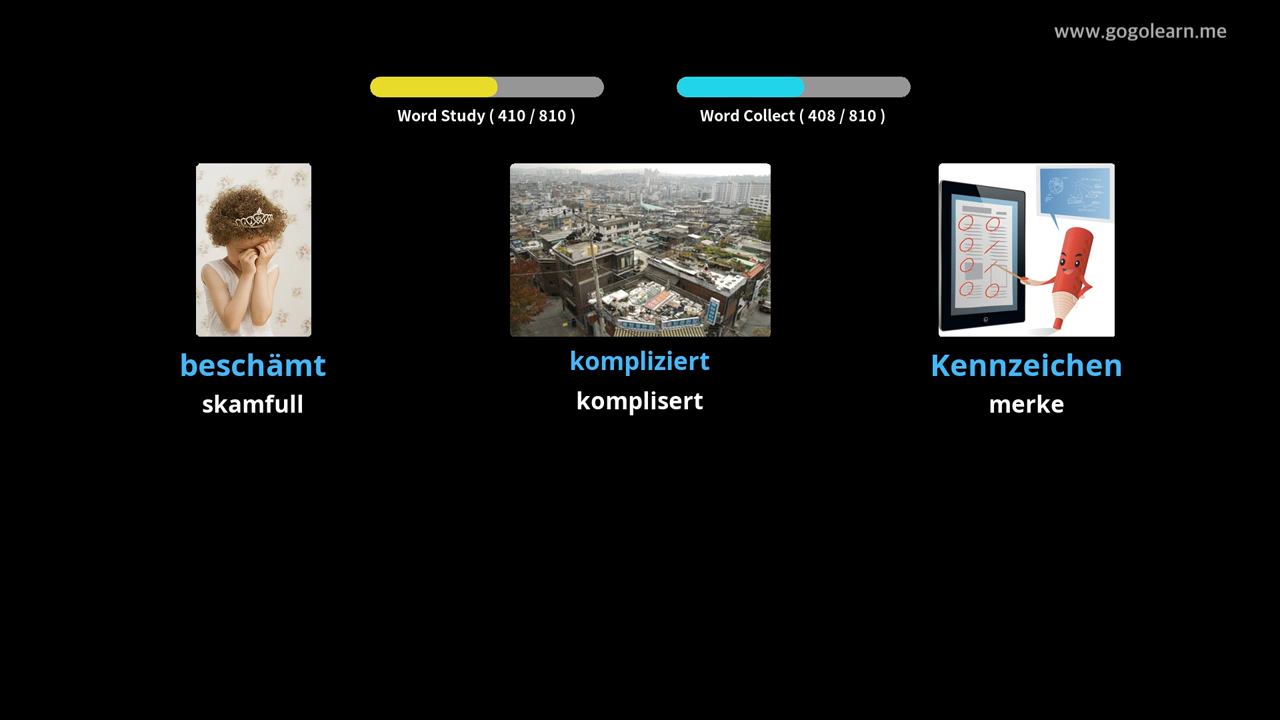 www.gogolearn.me
Word Study ( 410 / 810 )
Word Collect ( 408 / 810 )
beschämt
kompliziert
Kennzeichen
skamfull
komplisert
merke